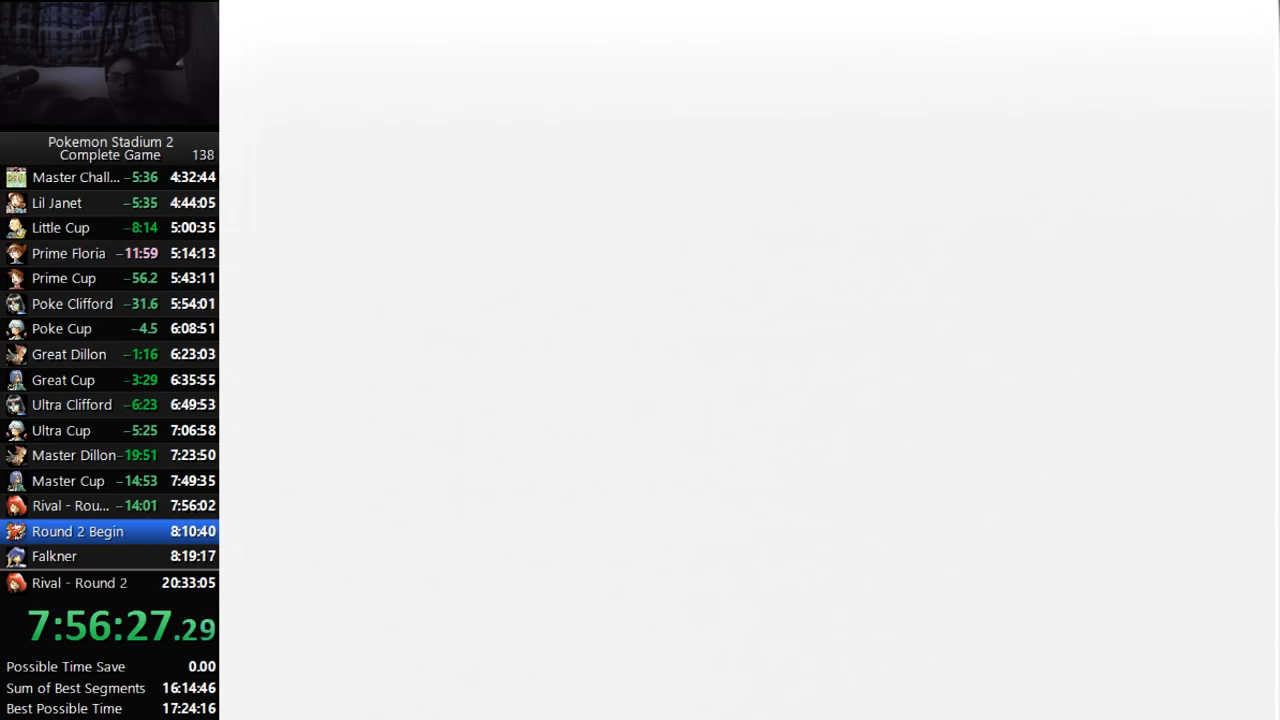 Pokemon Stadium 2
Complete Game 138
Master Chall... −5:36 4:32:44
Lil Janet −5:35 4:44:05
Little Cup −8:14 5:00:35
Prime Floria −11:59 5:14:13
Prime Cup −56.2 5:43:11
Poke Clifford −31.6 5:54:01
Poke Cup −4.5 6:08:51
Great Dillon −1:16 6:23:03
Great Cup −3:29 6:35:55
Ultra Clifford −6:23 6:49:53
Ultra Cup −5:25 7:06:58
Master Dillon −19:51 7:23:50
Master Cup −14:53 7:49:35
Rival - Rou... −14:01 7:56:02
Round 2 Begin 8:10:40
Falkner 8:19:17
Rival - Round 2 20:33:05
7:56:27.29
Possible Time Save 0.00
Sum of Best Segments 16:14:46
Best Possible Time 17:24:16